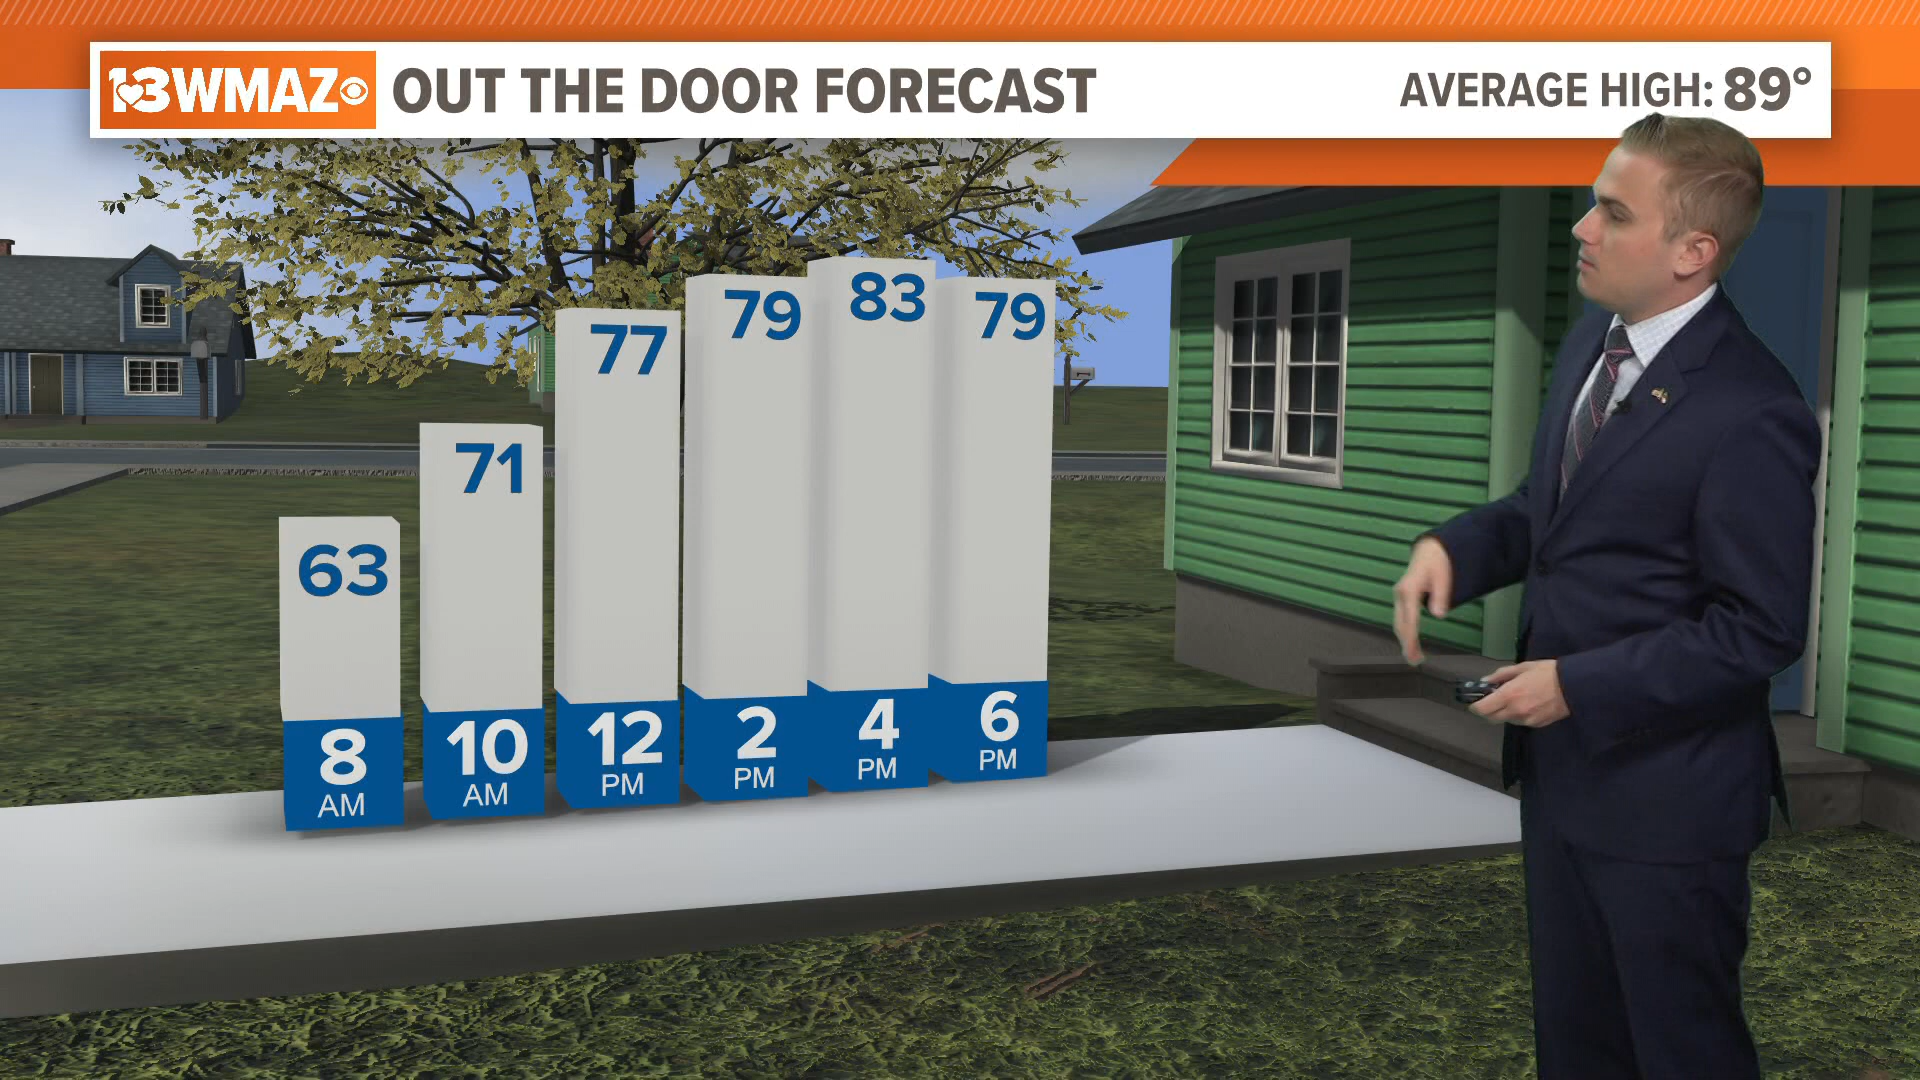 13WMAZ OUT THE DOOR FORECAST
AVERAGE HIGH: 89°
63
71
77
79
83
79
8
AM
10
AM
12
PM
2
PM
4
PM
6
PM